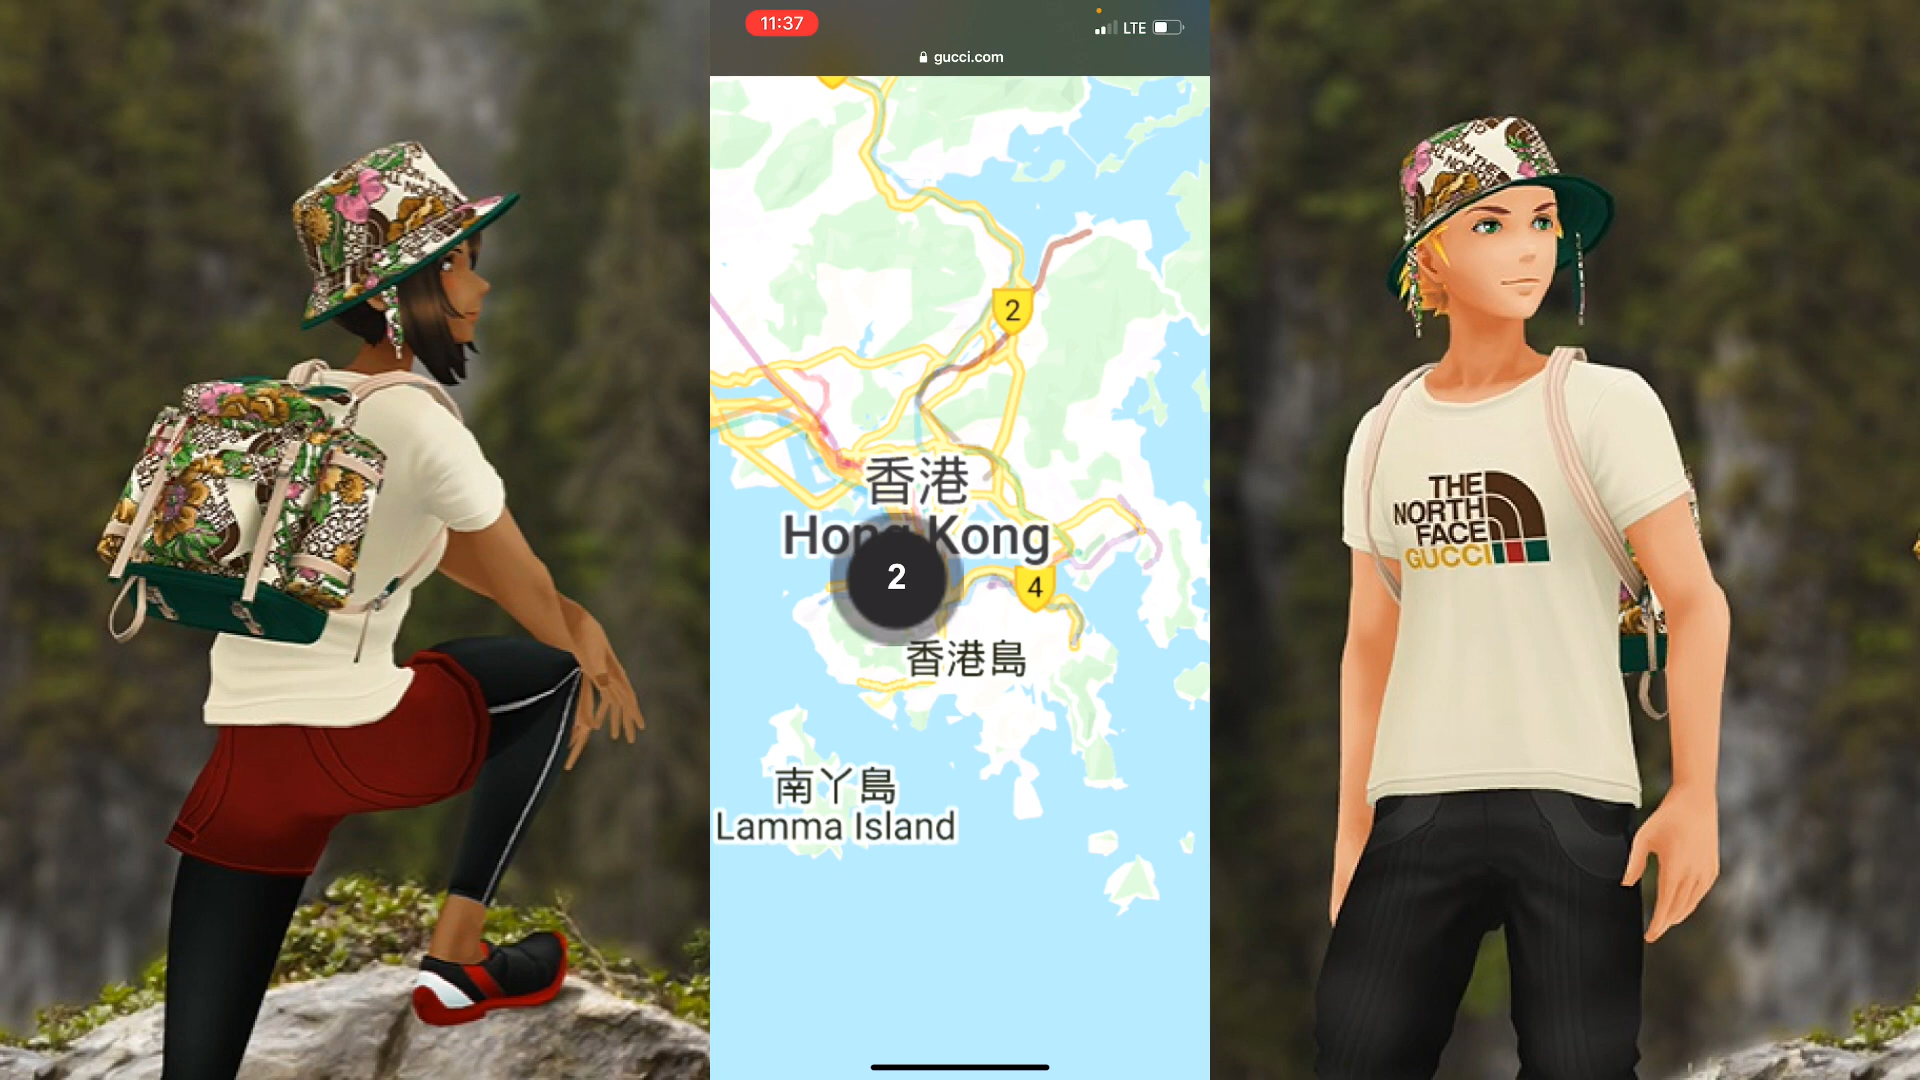 11:37
LTE
gucci.com
2
香港
Hong Kong
2
4
香港島
南丫島
Lamma Island
THE
NORTH
FACE
GUCCI